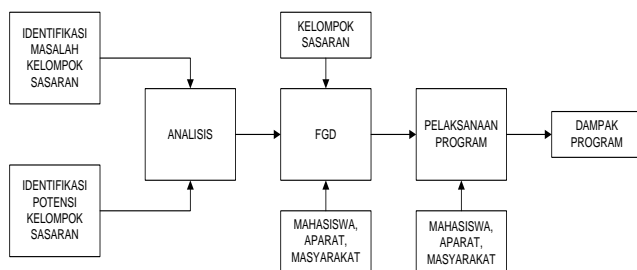 IDENTIFIKASI
MASALAH
KELOMPOK
SASARAN
KELOMPOK
SASARAN
ANALISIS
FGD
PELAKSANAAN
PROGRAM
DAMPAK
PROGRAM
IDENTIFIKASI
POTENSI
KELOMPOK
SASARAN
MAHASISWA,
APARAT,
MASYARAKAT
MAHASISWA,
APARAT,
MASYARAKAT